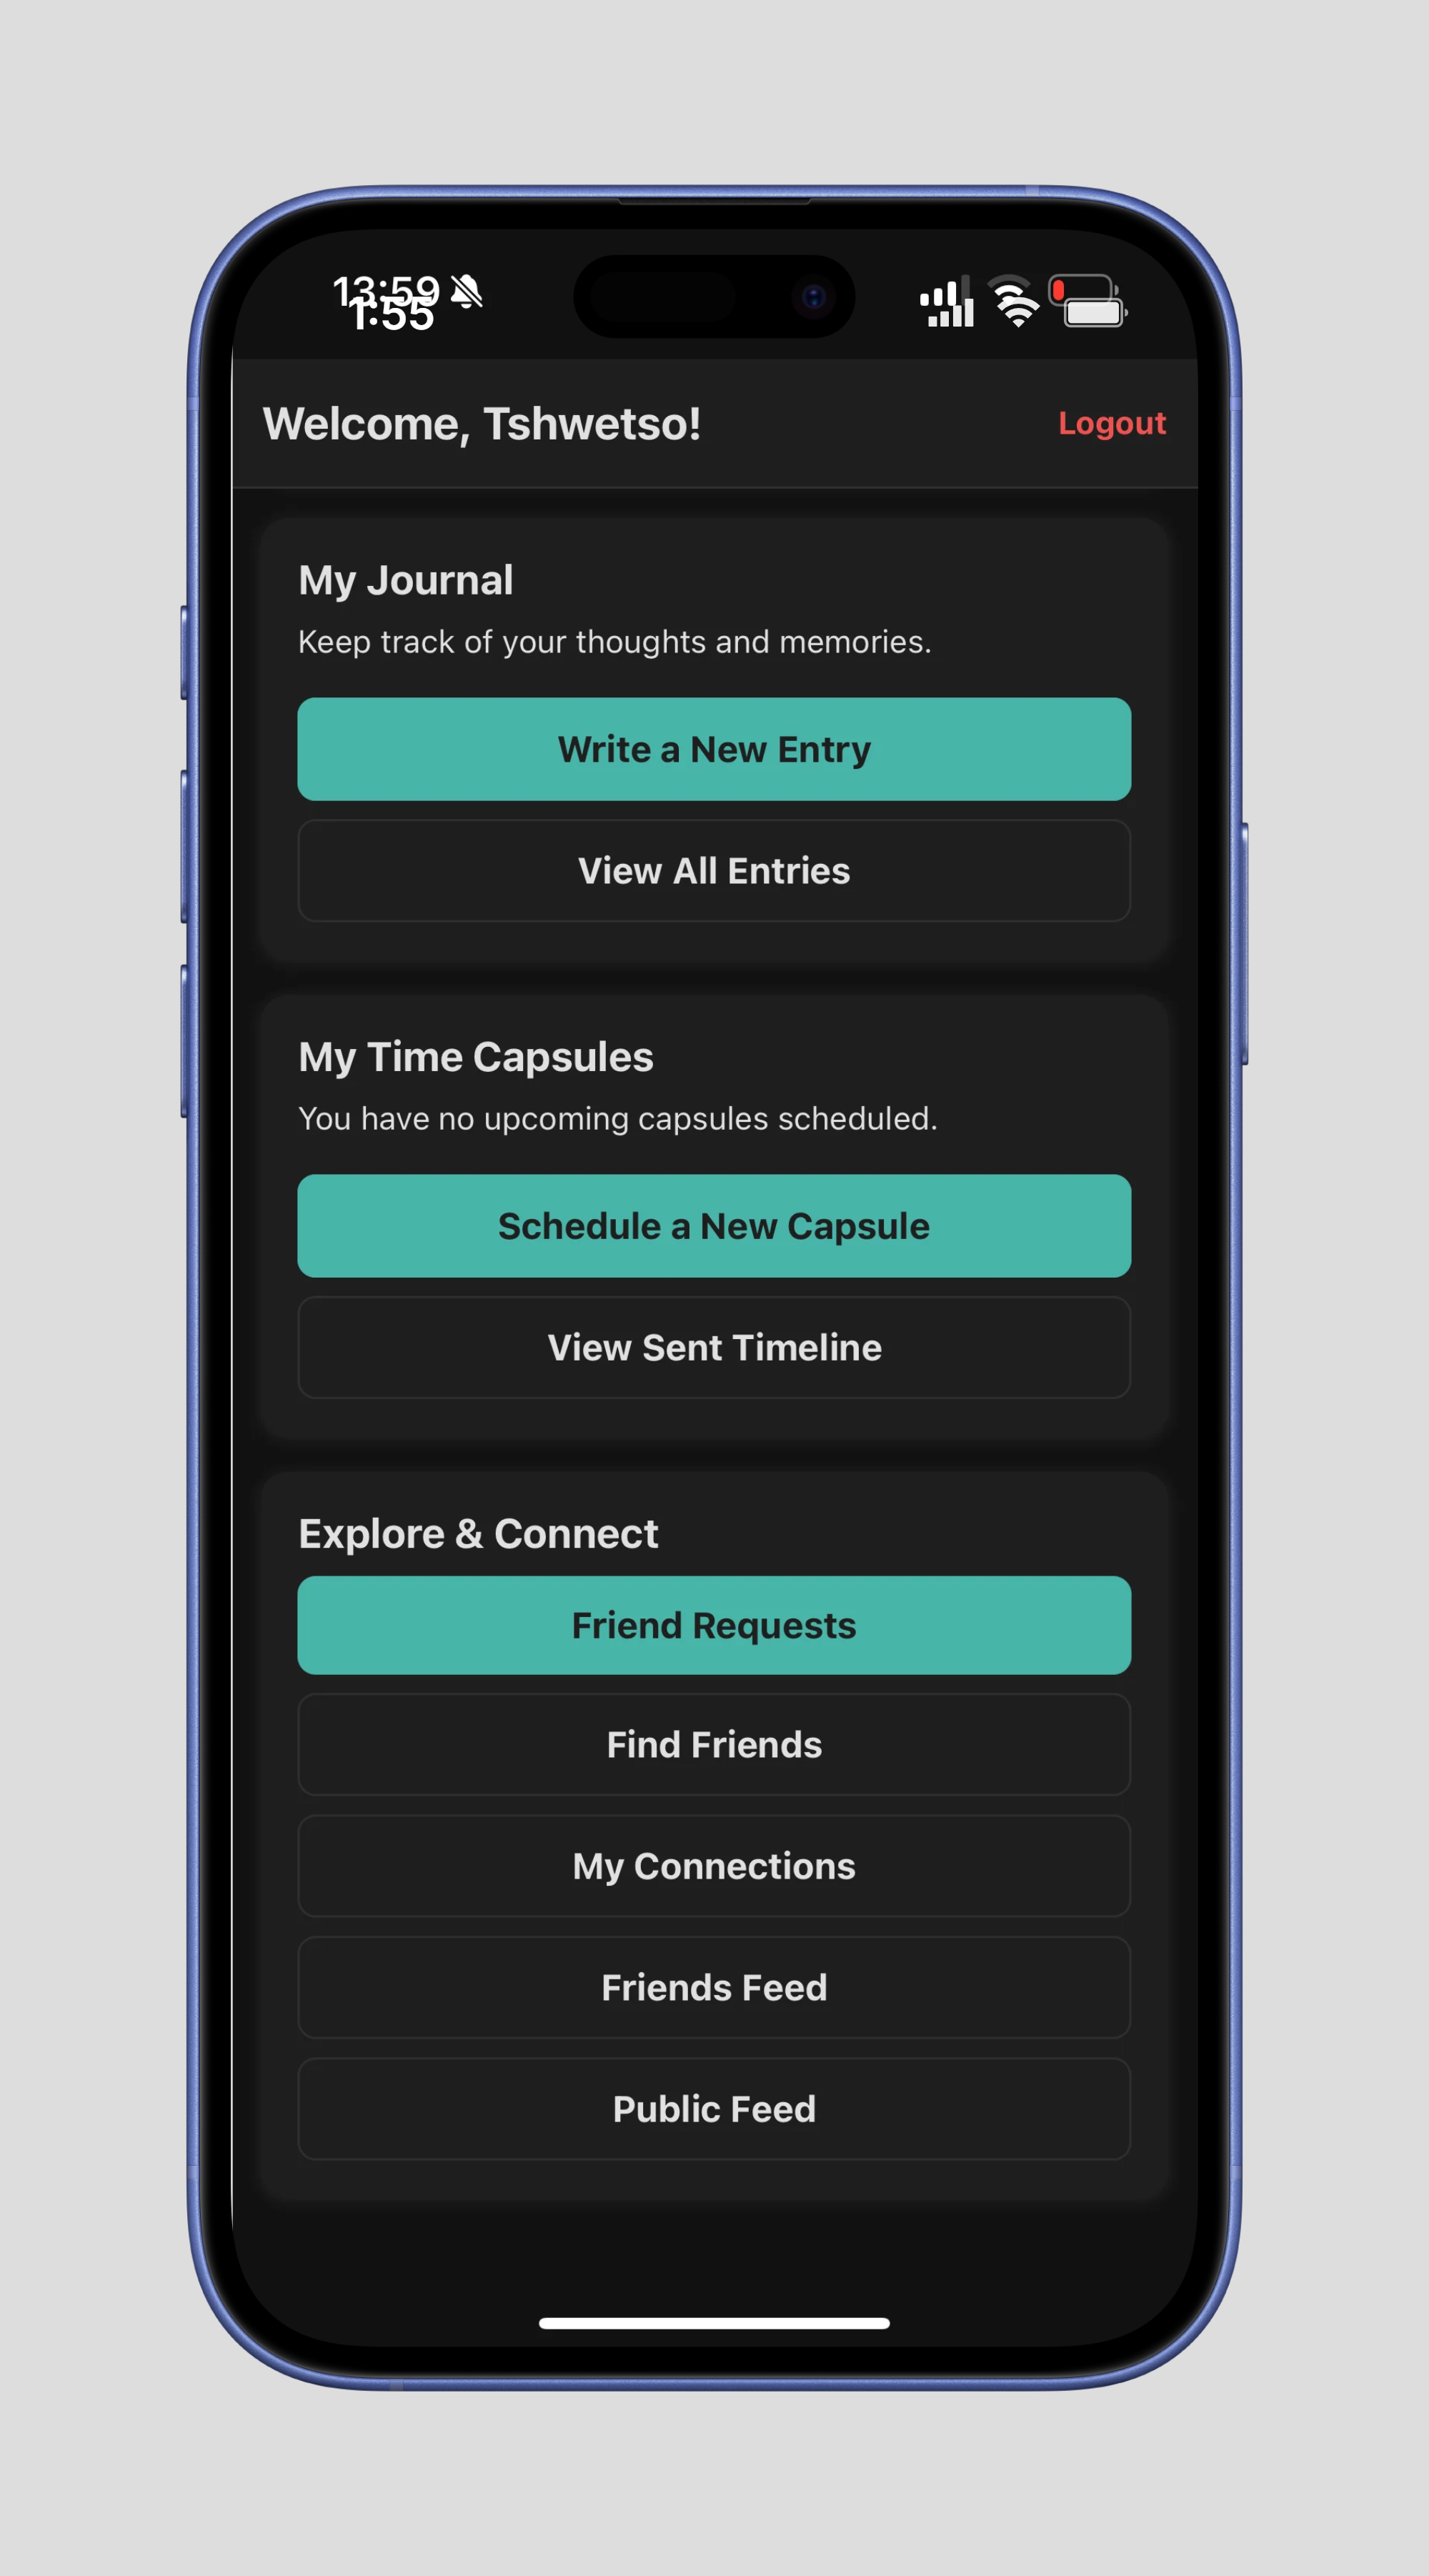 13:59
1:55
Welcome, Tshwetso!
Logout
My Journal
Keep track of your thoughts and memories.
Write a New Entry
View All Entries
My Time Capsules
You have no upcoming capsules scheduled.
Schedule a New Capsule
View Sent Timeline
Explore & Connect
Friend Requests
Find Friends
My Connections
Friends Feed
Public Feed